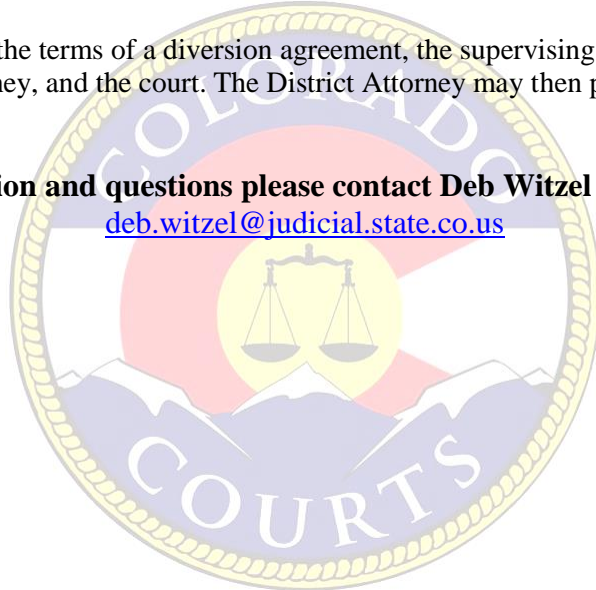 the terms of a diversion agreement, the supervising
ney, and the court. The District Attorney may then p
COLORADO
ion and questions please contact Deb Witzel
deb.witzel@judicial.state.co.us
COURTS